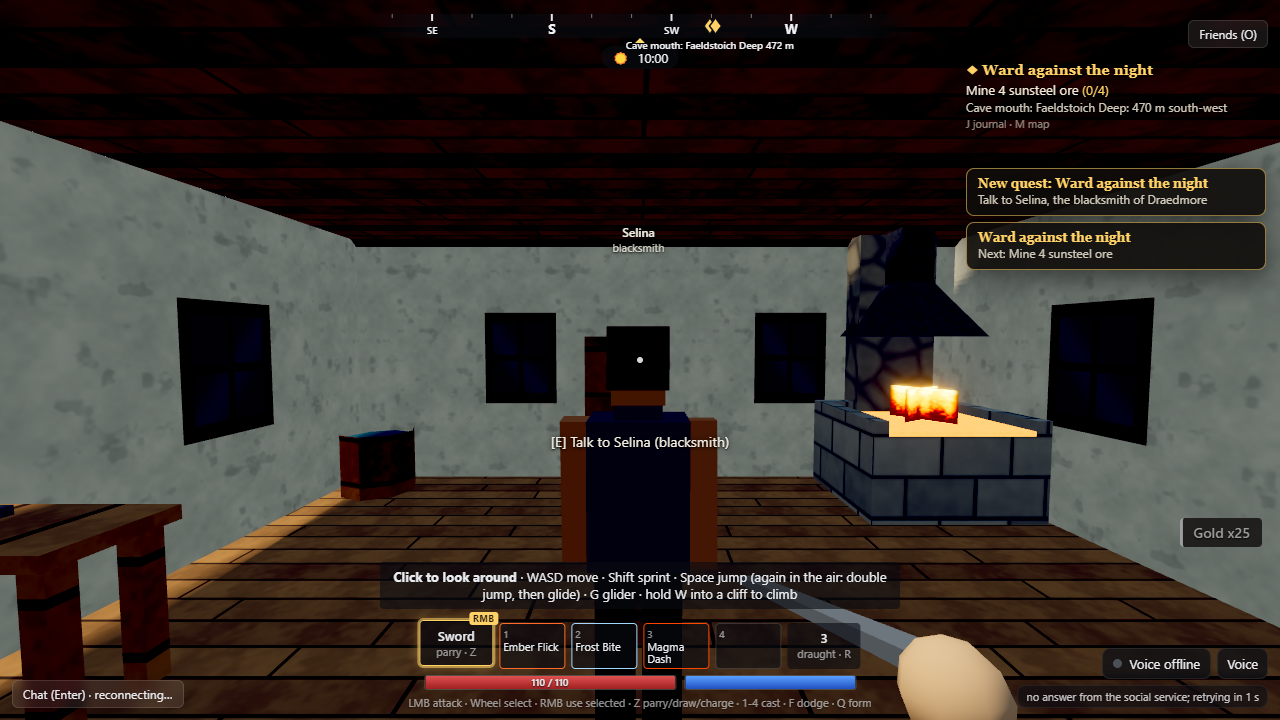 SE S SW W
Cave mouth: Faeldstoich Deep 472 m
10:00
Friends (O)
Ward against the night
Mine 4 sunsteel ore (0/4)
Cave mouth: Faeldstoich Deep: 470 m south-west
J journal · M map
New quest: Ward against the night
Talk to Selina, the blacksmith of Draedmore
Ward against the night
Next: Mine 4 sunsteel ore
Selina
blacksmith
[E] Talk to Selina (blacksmith)
Gold x25
Click to look around · WASD move · Shift sprint · Space jump (again in the air: double
jump, then glide) · G glider · hold W into a cliff to climb
RMB
Sword
parry · Z
1
Ember Flick
2
Frost Bite
3
Magma
Dash
4
3
draught · R
110 / 110
LMB attack · Wheel select · RMB use selected · Z parry/draw/charge · 1-4 cast · F dodge · Q form
Chat (Enter) · reconnecting...
Voice offline
Voice
no answer from the social service; retrying in 1 s